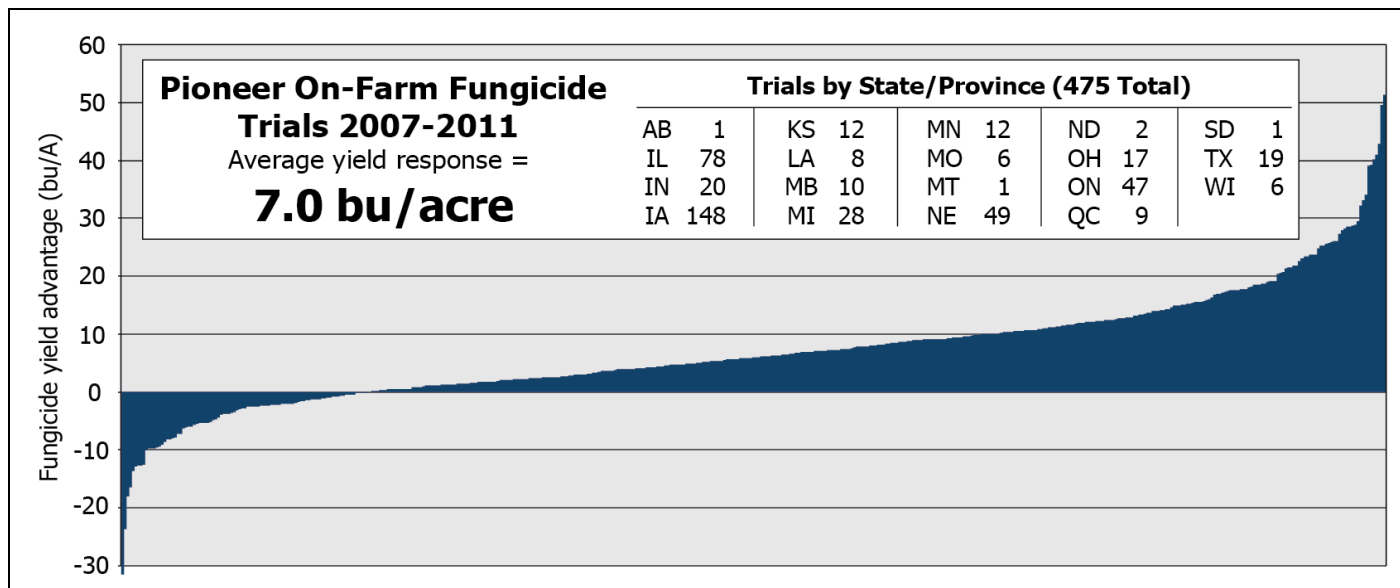 Pioneer On-Farm Fungicide
Trials 2007-2011
Average yield response =
7.0 bu/acre
Trials by State/Province (475 Total)
AB 1 KS 12 MN 12 ND 2 SD 1
IL 78 LA 8 MO 6 OH 17 TX 19
IN 20 MB 10 MT 1 ON 47 WI 6
IA 148 MI 28 NE 49 QC 9
Fungicide yield advantage (bu/A)
60
50
40
30
20
10
0
-10
-20
-30